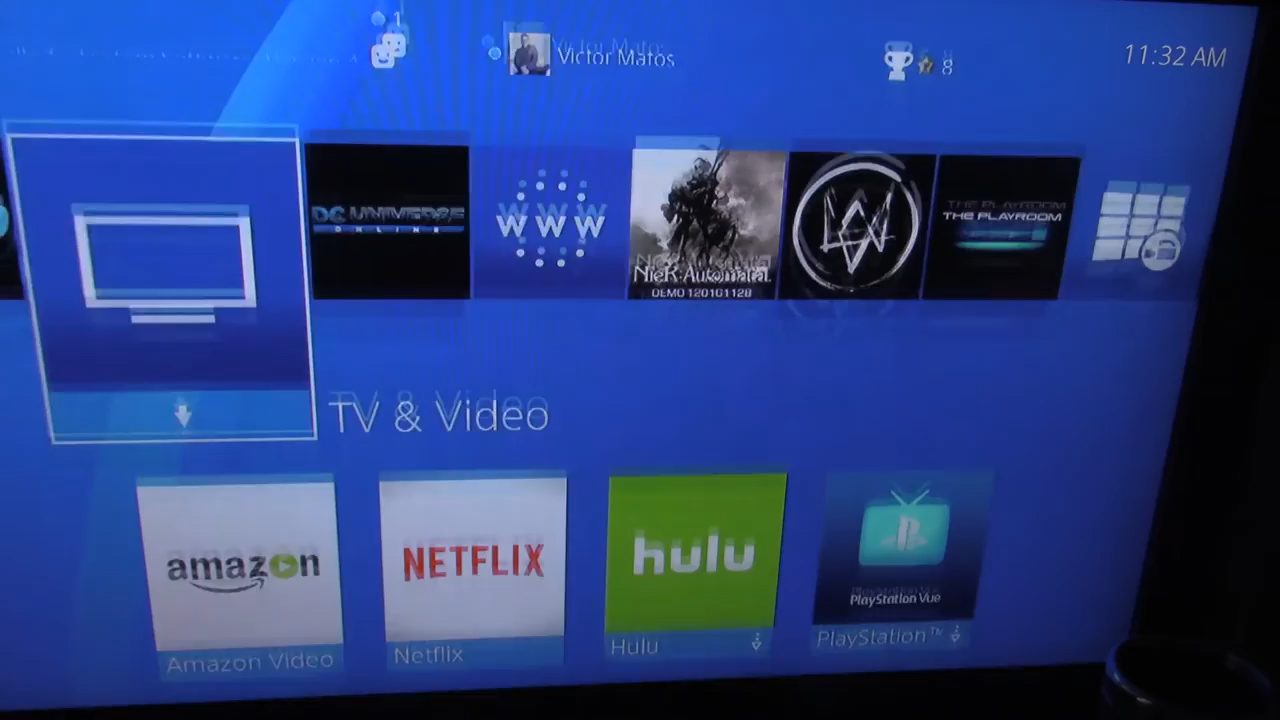 1
Victor Matos
8
11:32 AM
DC UNIVERSE
ONLINE
WWW
NieR:Automata
DEMO 120161128
THE PLAYROOM
TV & Video
amazon
NETFLIX
hulu
PlayStation Vue
Amazon Video
Netflix
Hulu
PlayStation™